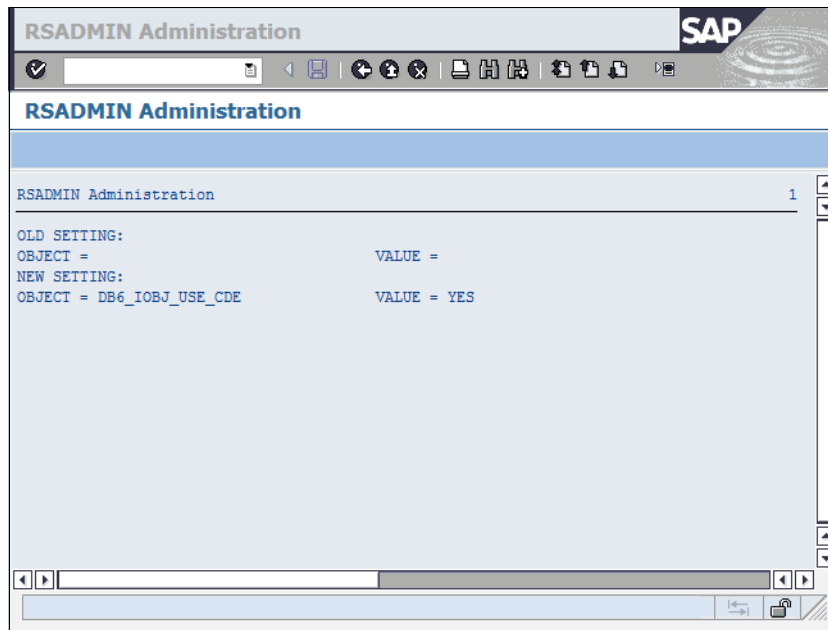 RSADMIN Administration
SAP
RSADMIN Administration
RSADMIN Administration 1
OLD SETTING:
OBJECT = VALUE =
NEW SETTING:
OBJECT = DB6_IOBJ_USE_CDE VALUE = YES